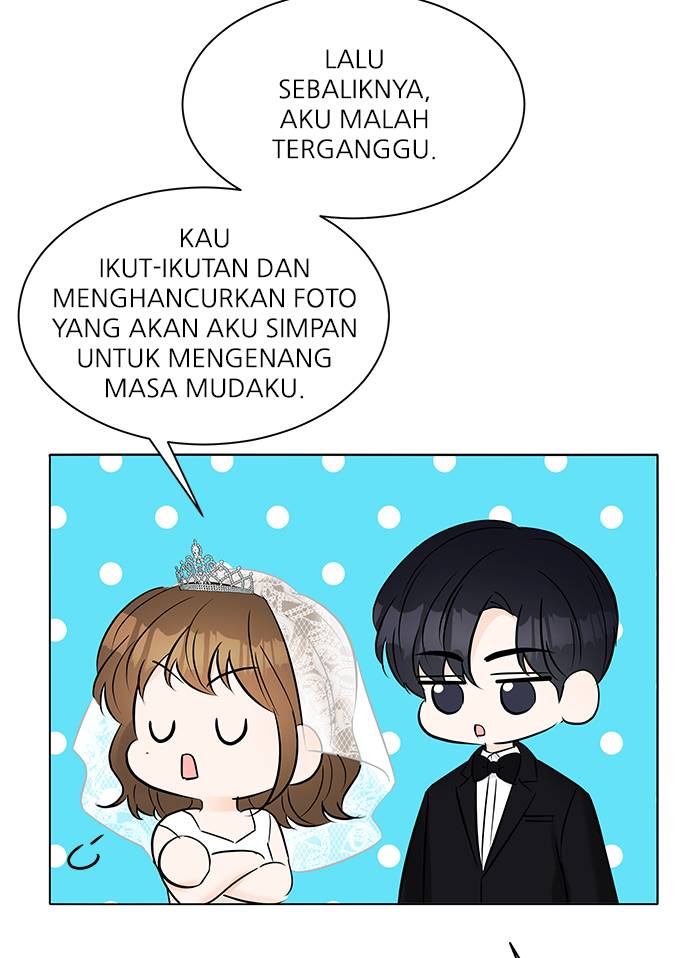 LALU
SEBALIKNYA,
AKU MALAH
TERGANGGU.
KAU
IKUT-IKUTAN DAN
MENGHANCURKAN FOTO
YANG AKAN AKU SIMPAN
UNTUK MENGENANG
MASA MUDAKU.